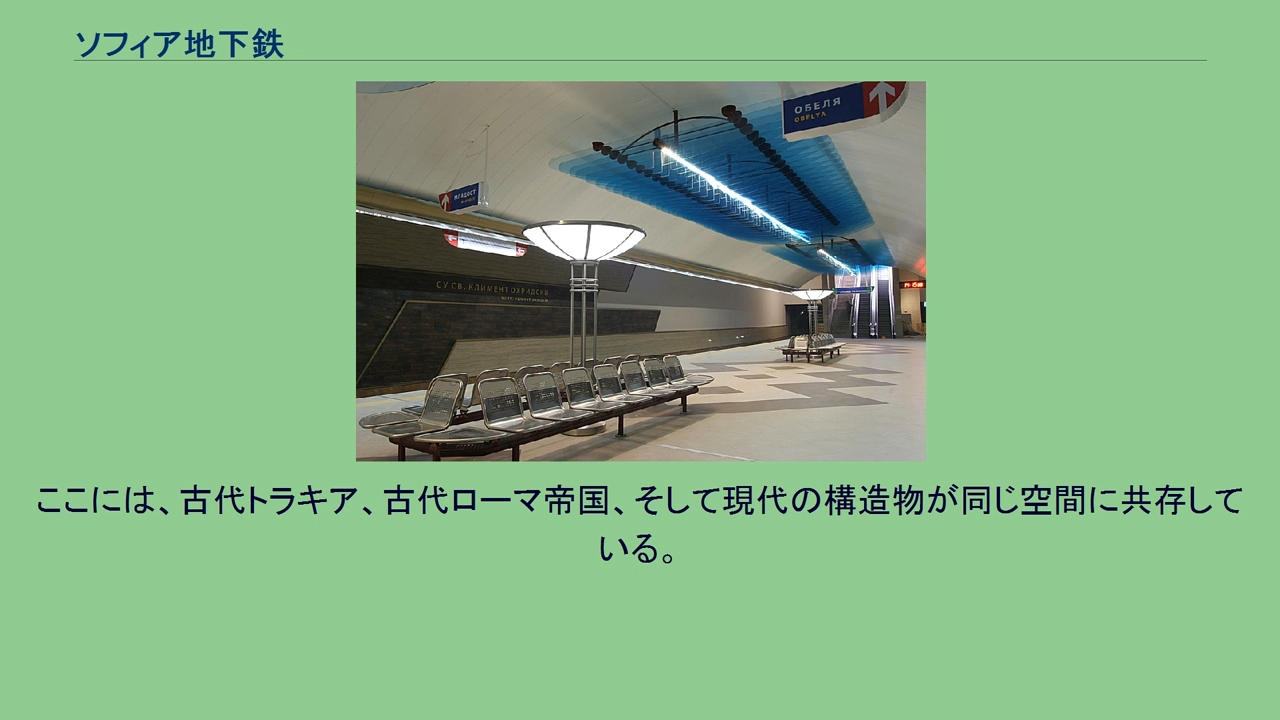 ソフィア地下鉄
ОБЕЛЯ
OBELYA
МЛАДОСТ
СУ СВ. КЛИМЕНТ ОХРИДСКИ
ここには、古代トラキア、古代ローマ帝国、そして現代の構造物が同じ空間に共存して
いる。